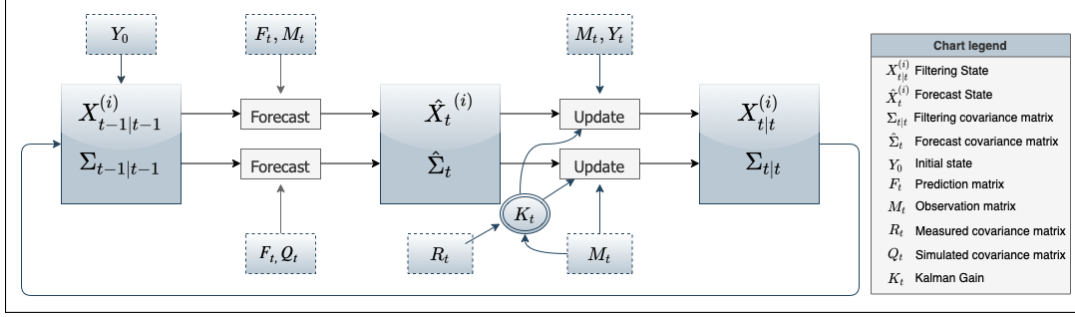 Y_0
F_t, M_t
M_t, Y_t
X^{(i)}_{t-1|t-1}
Forecast
\hat{X}_t^{(i)}
Update
X^{(i)}_{t|t}
Σ_{t-1|t-1}
Forecast
\hat{Σ}_t
Update
Σ_{t|t}
K_t
F_t, Q_t
R_t
M_t
Chart legend
X^{(i)}_{t|t} Filtering State
\hat{X}_t^{(i)} Forecast State
Σ_{t|t} Filtering covariance matrix
\hat{Σ}_t Forecast covariance matrix
Y_0 Initial state
F_t Prediction matrix
M_t Observation matrix
R_t Measured covariance matrix
Q_t Simulated covariance matrix
K_t Kalman Gain